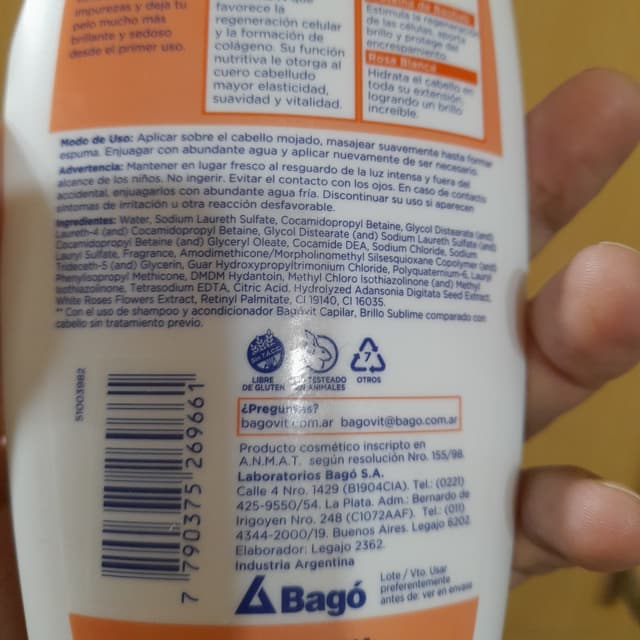 impurezas y deja tu
pelo mucho más
brillante y sedoso
desde el primer uso.
favorece la
regeneración celular
y la formación de
colágeno. Su función
nutritiva le otorga al
cuero cabelludo
mayor elasticidad,
suavidad y vitalidad.
Estimula la regeneración
de las células, aporta
brillo y protege del
encrespamiento.
Rosa Blanca
Hidrata el cabello en
toda su extensión,
logrando un brillo
increíble.
Modo de Uso: Aplicar sobre el cabello mojado, masajear suavemente hasta formar
espuma. Enjuagar con abundante agua y aplicar nuevamente de ser necesario.
Advertencia: Mantener en lugar fresco al resguardo de la luz intensa y fuera del
alcance de los niños. No ingerir. Evitar el contacto con los ojos. En caso de contacto
accidental, enjuagarlos con abundante agua fría. Discontinuar su uso si aparecen
síntomas de irritación u otra reacción desfavorable.
Ingredientes: Water, Sodium Laureth Sulfate, Cocamidopropyl Betaine, Glycol Distearate (and)
Laureth-4 (and) Cocamidopropyl Betaine, Glycol Distearate (and) Sodium Laureth Sulfate (and)
Cocamidopropyl Betaine (and) Glyceryl Oleate, Cocamide DEA, Sodium Chloride, Sodium
Lauryl Sulfate, Fragrance, Amodimethicone/Morpholinomethyl Silsesquioxane Copolymer (and)
Trideceth-5 (and) Glycerin, Guar Hydroxypropyltrimonium Chloride, Polyquaternium-6, Lauryl
Phenylisopropyl Methicone, DMDM Hydantoin, Methyl Chloro Isothiazolinone (and) Methyl
Isothiazolinone, Tetrasodium EDTA, Citric Acid, Hydrolyzed Adansonia Digitata Seed Extract,
White Roses Flowers Extract, Retinyl Palmitate, CI 19140, CI 16035.
** Con el uso de shampoo y acondicionador Bagóvit Capilar, Brillo Sublime comparado con
cabello sin tratamiento previo.
51003982
SIN T.A.C.C.
LIBRE
DE GLUTEN
NO TESTEADO
EN ANIMALES
7
OTROS
¿Preguntas?
bagovit.com.ar bagovit@bago.com.ar
Producto cosmético inscripto en
A.N.M.A.T. según resolución Nro. 155/98.
Laboratorios Bagó S.A.
Calle 4 Nro. 1429 (B1904CIA). Tel.: (0221)
425-9550/54. La Plata. Adm.: Bernardo de
Irigoyen Nro. 248 (C1072AAF). Tel.: (011)
4344-2000/19. Buenos Aires. Legajo 6202.
Elaborador: Legajo 2362.
Industria Argentina
7 790375 269661
Bagó
Lote / Vto. Usar
preferentemente
antes de: ver en envase